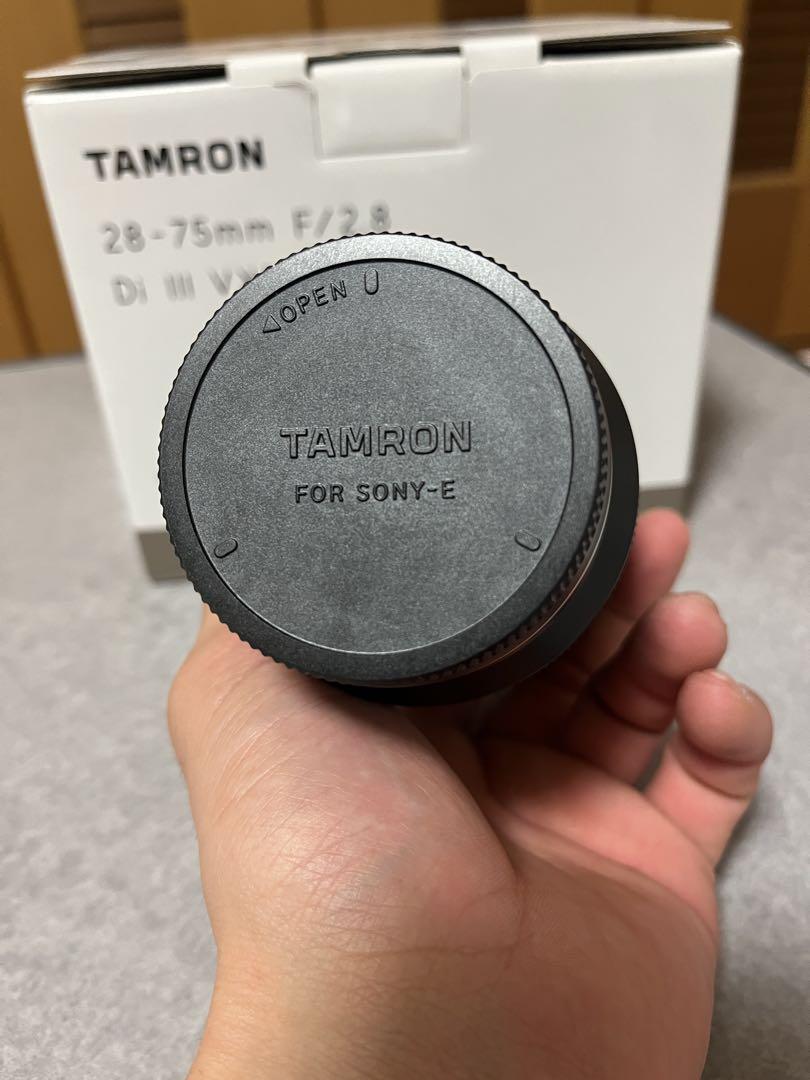 TAMRON
28-75mm F/2.8
Di III
OPEN
TAMRON
FOR SONY-E